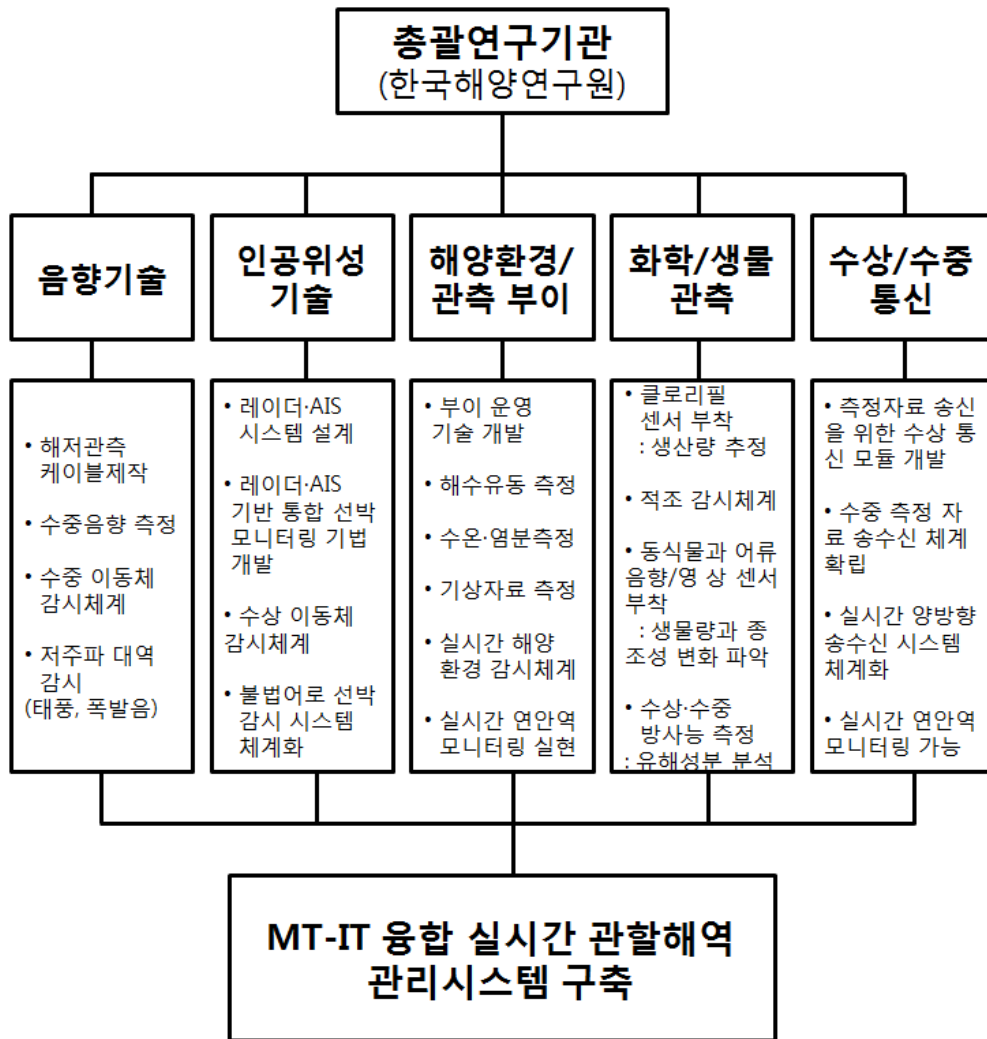 총괄연구기관
(한국해양연구원)
음향기술
인공위성
기술
해양환경/
관측 부이
화학/생물
관측
수상/수중
통신
• 해저관측
케이블제작
• 수중음향 측정
• 수중 이동체
감시체계
• 저주파 대역
감시
(태풍, 폭발음)
• 레이더·AIS
시스템 설계
• 레이더·AIS
기반 통합 선박
모니터링 기법
개발
• 수상 이동체
감시체계
• 불법어로 선박
감시 시스템
체계화
• 부이 운영
기술 개발
• 해수유동 측정
• 수온·염분측정
• 기상자료 측정
• 실시간 해양
환경 감시체계
• 실시간 연안역
모니터링 실현
• 클로리필
센서 부착
: 생산량 추정
• 적조 감시체계
• 동식물과 어류
음향/영 상 센서
부착
: 생물량과 종
조성 변화 파악
• 수상·수중
방사능 측정
: 유해성분 분석
• 측정자료 송신
을 위한 수상 통
신 모듈 개발
• 수중 측정 자
료 송수신 체계
확립
• 실시간 양방향
송수신 시스템
체계화
• 실시간 연안역
모니터링 가능
MT-IT 융합 실시간 관할해역
관리시스템 구축